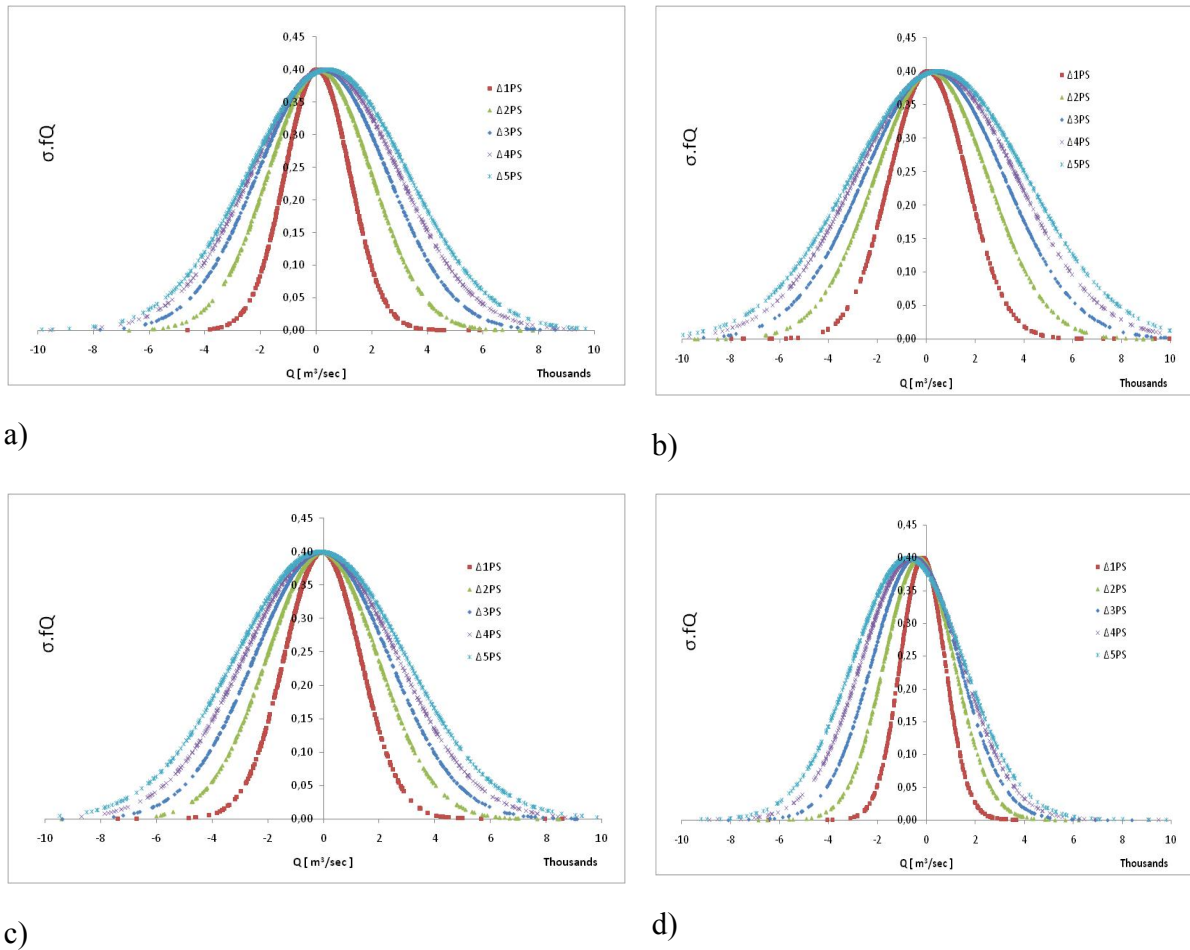 0,45
0,40
0,35
0,30
0,25
0,20
0,15
0,10
0,05
0,00
σ.fQ
Δ1PS
Δ2PS
Δ3PS
Δ4PS
Δ5PS
-10 -8 -6 -4 -2 0 2 4 6 8 10
Q [ m³/sec ] Thousands
a)
0,45
0,40
0,35
0,30
0,25
0,20
0,15
0,10
0,05
0,00
σ.fQ
Δ1PS
Δ2PS
Δ3PS
Δ4PS
Δ5PS
-10 -8 -6 -4 -2 0 2 4 6 8 10
Q [ m³/sec ] Thousands
b)
0,45
0,40
0,35
0,30
0,25
0,20
0,15
0,10
0,05
0,00
σ.fQ
Δ1PS
Δ2PS
Δ3PS
Δ4PS
Δ5PS
-10 -8 -6 -4 -2 0 2 4 6 8 10
Q [ m³/sec ] Thousands
c)
0,45
0,40
0,35
0,30
0,25
0,20
0,15
0,10
0,05
0,00
σ.fQ
Δ1PS
Δ2PS
Δ3PS
Δ4PS
Δ5PS
-10 -8 -6 -4 -2 0 2 4 6 8 10
Q [ m³/sec ] Thousands
d)